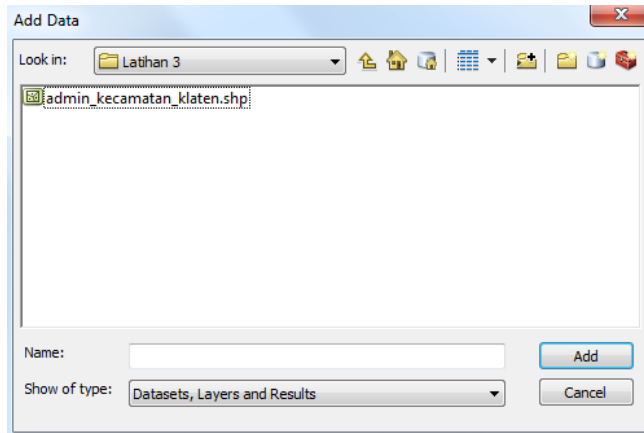 Add Data
Look in: Latihan 3
admin_kecamatan_klaten.shp
Name: Add
Show of type: Datasets, Layers and Results Cancel